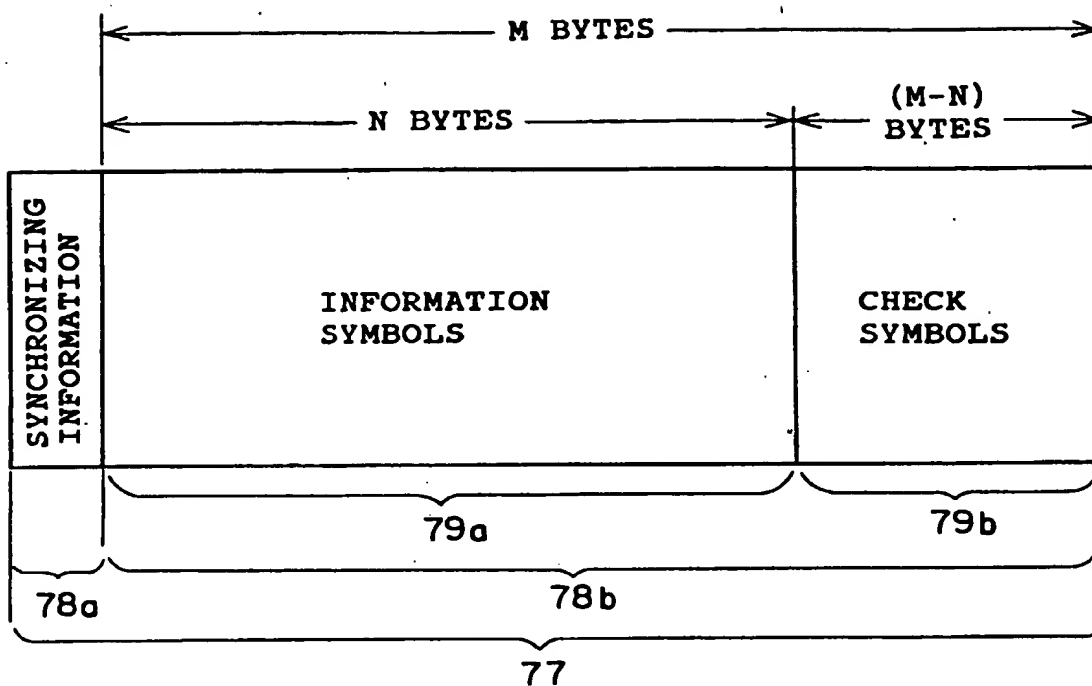 M BYTES
N BYTES
(M-N)
BYTES
SYNCHRONIZING
INFORMATION
INFORMATION
SYMBOLS
CHECK
SYMBOLS
79a
79b
78a
78b
77